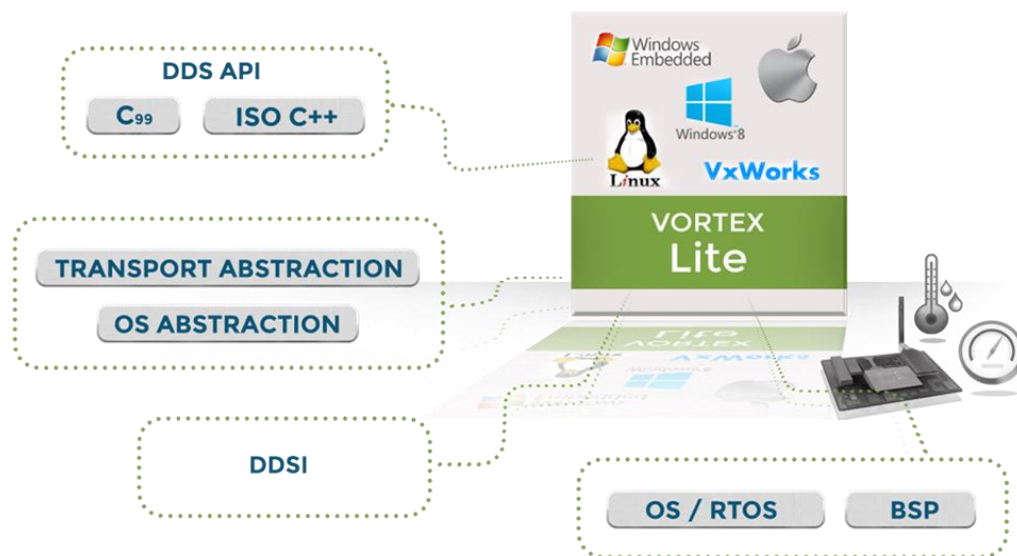 DDS API
C99
ISO C++
TRANSPORT ABSTRACTION
OS ABSTRACTION
DDSI
Windows
Embedded
Windows®8
Linux
VxWorks
VORTEX
Lite
OS / RTOS
BSP